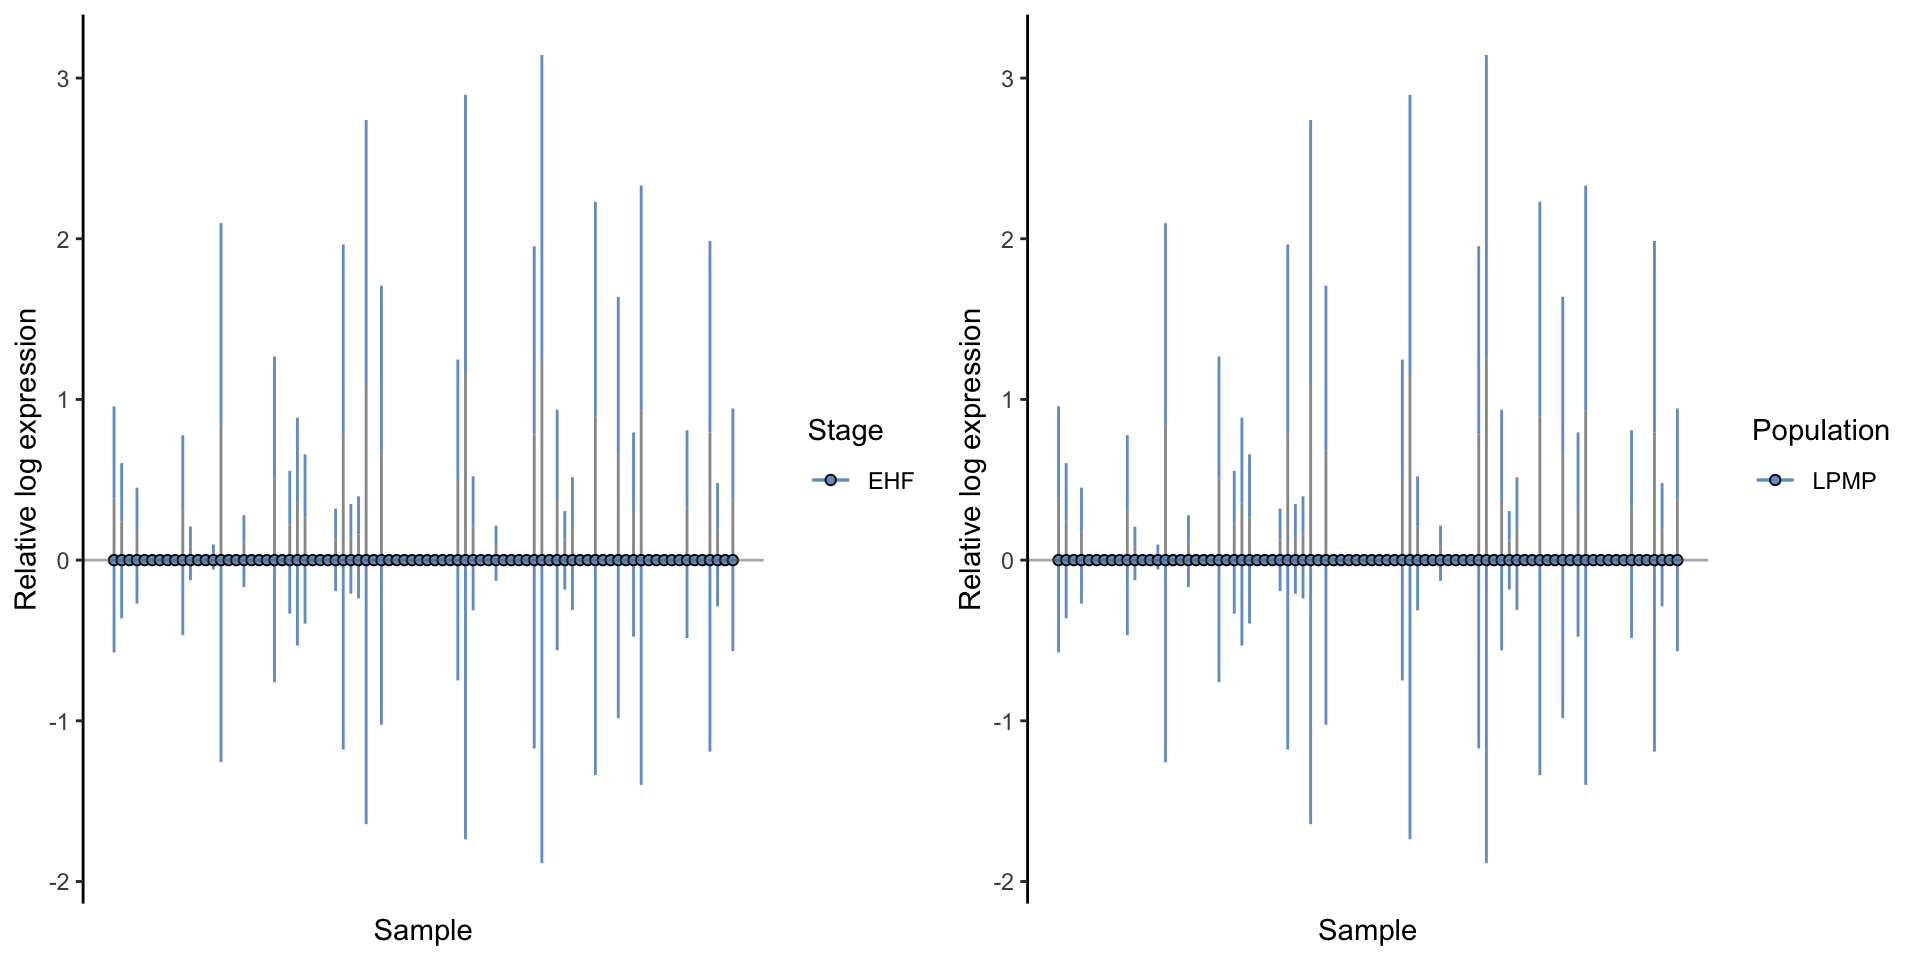 Relative log expression
3
2
1
0
-1
-2
Sample
Stage
EHF
Relative log expression
3
2
1
0
-1
-2
Sample
Population
LPMP